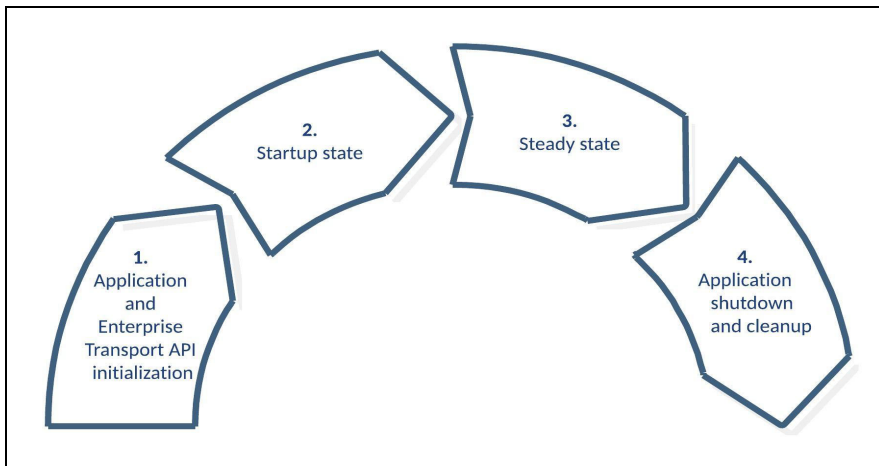 1.
Application
and
Enterprise
Transport API
initialization
2.
Startup state
3.
Steady state
4.
Application
shutdown
and cleanup